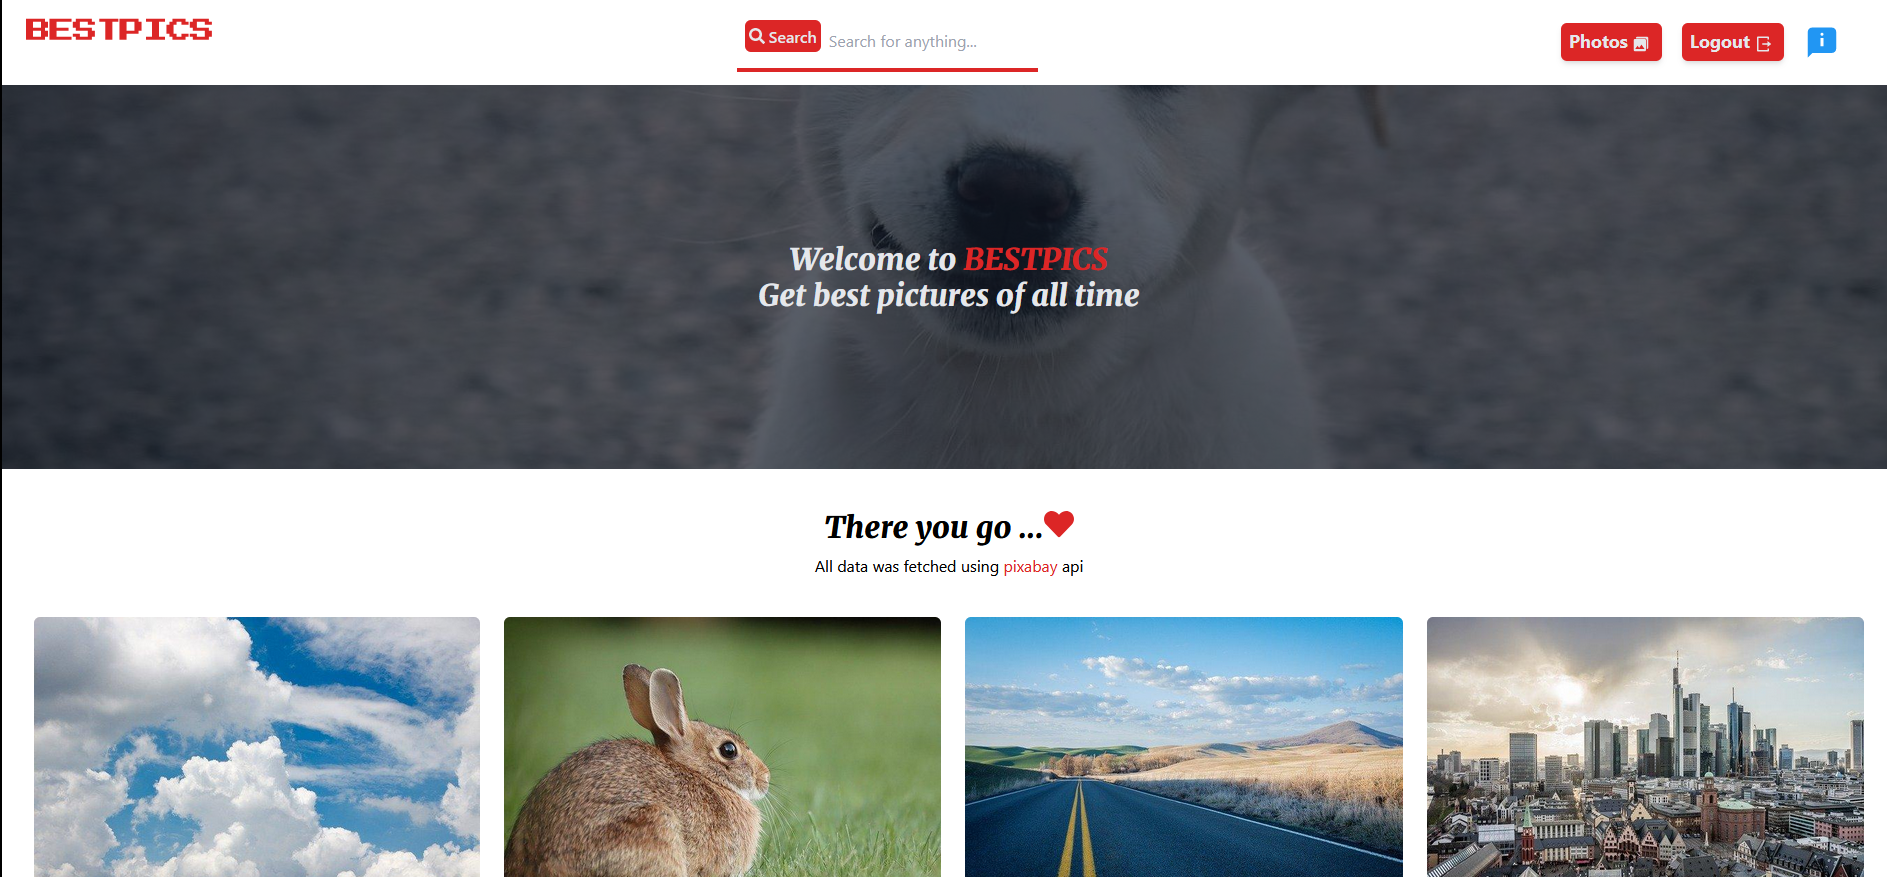 BESTPICS
Search
Search for anything...
Photos
Logout
Welcome to BESTPICS
Get best pictures of all time
There you go ...
All data was fetched using pixabay api